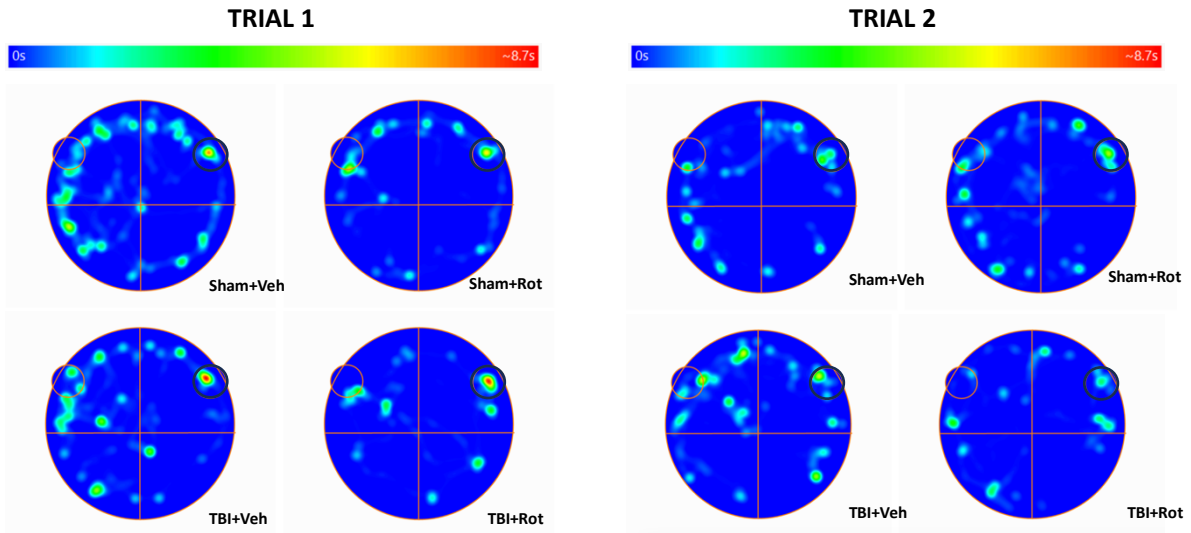 TRIAL 1
TRIAL 2
0s ~8.7s
0s ~8.7s
Sham+Veh
Sham+Rot
Sham+Veh
Sham+Rot
TBI+Veh
TBI+Rot
TBI+Veh
TBI+Rot